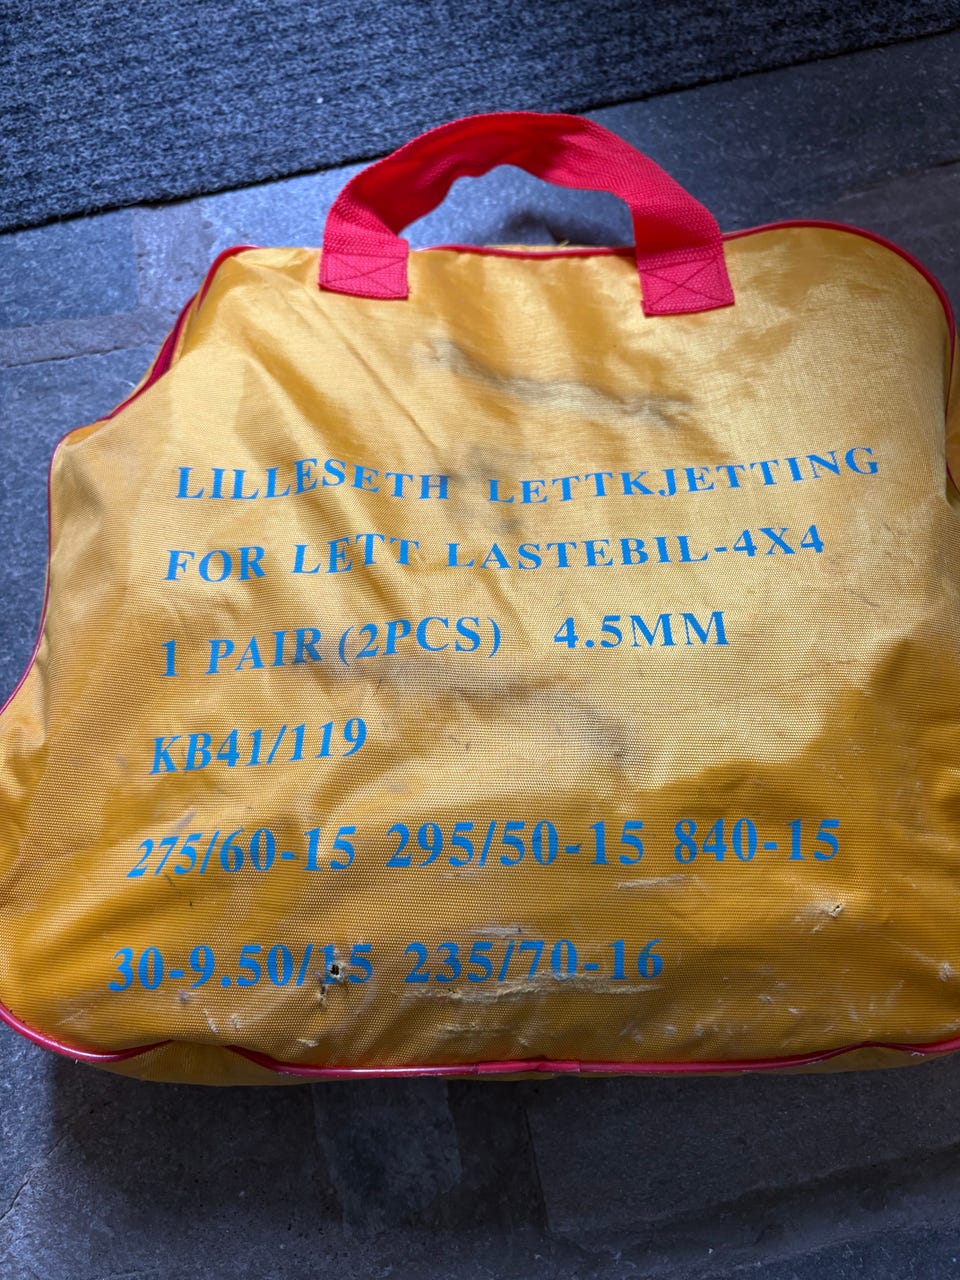 LILLESETH LETTKJETTING
FOR LETT LASTEBIL-4X4
1 PAIR (2PCS) 4.5MM
KB41/119
275/60-15 295/50-15 840-15
30-9.50/15 235/70-16